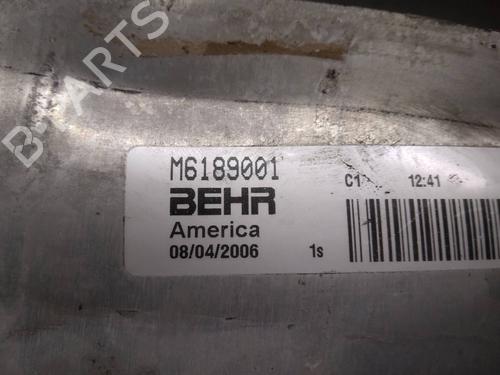 B-PARTS
M6189001
C1 12:41
BEHR
America
08/04/2006 1s